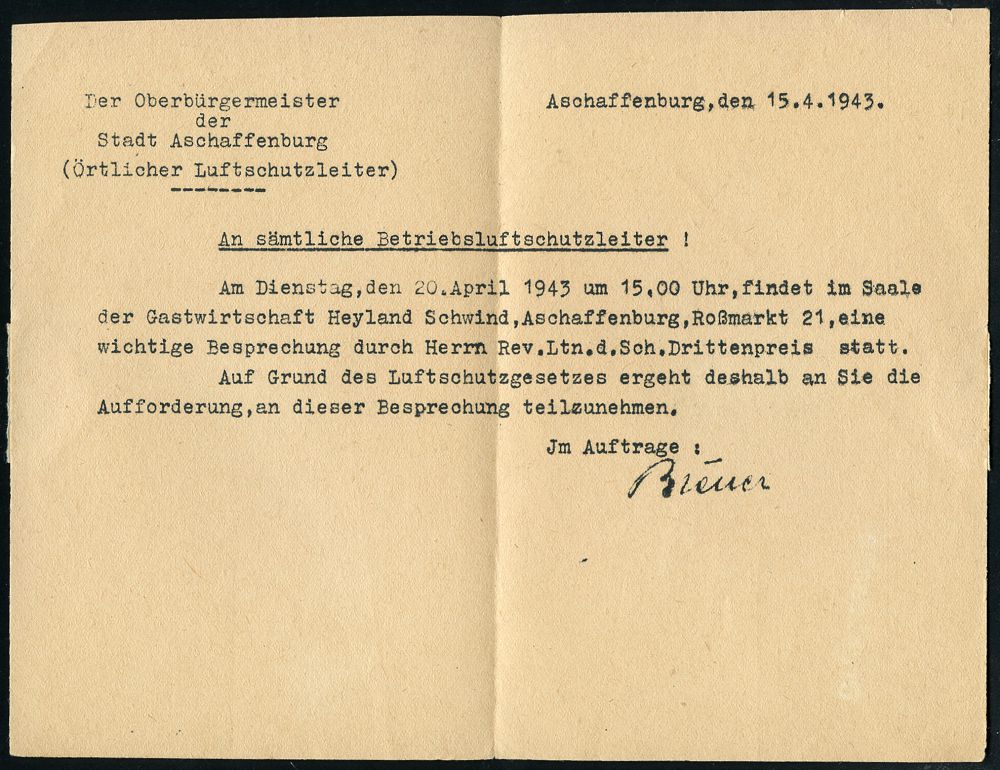 Der Oberbürgermeister
der
Stadt Aschaffenburg
(Örtlicher Luftschutzleiter)
--------
Aschaffenburg,den 15.4.1943.
An sämtliche Betriebsluftschutzleiter !
Am Dienstag,den 20.April 1943 um 15.00 Uhr,findet im Saale
der Gastwirtschaft Heyland Schwind,Aschaffenburg,Roßmarkt 21,eine
wichtige Besprechung durch Herrn Rev.Ltn.d.Sch.Drittenpreis statt.
Auf Grund des Luftschutzgesetzes ergeht deshalb an Sie die
Aufforderung,an dieser Besprechung teilzunehmen.
Jm Auftrage :